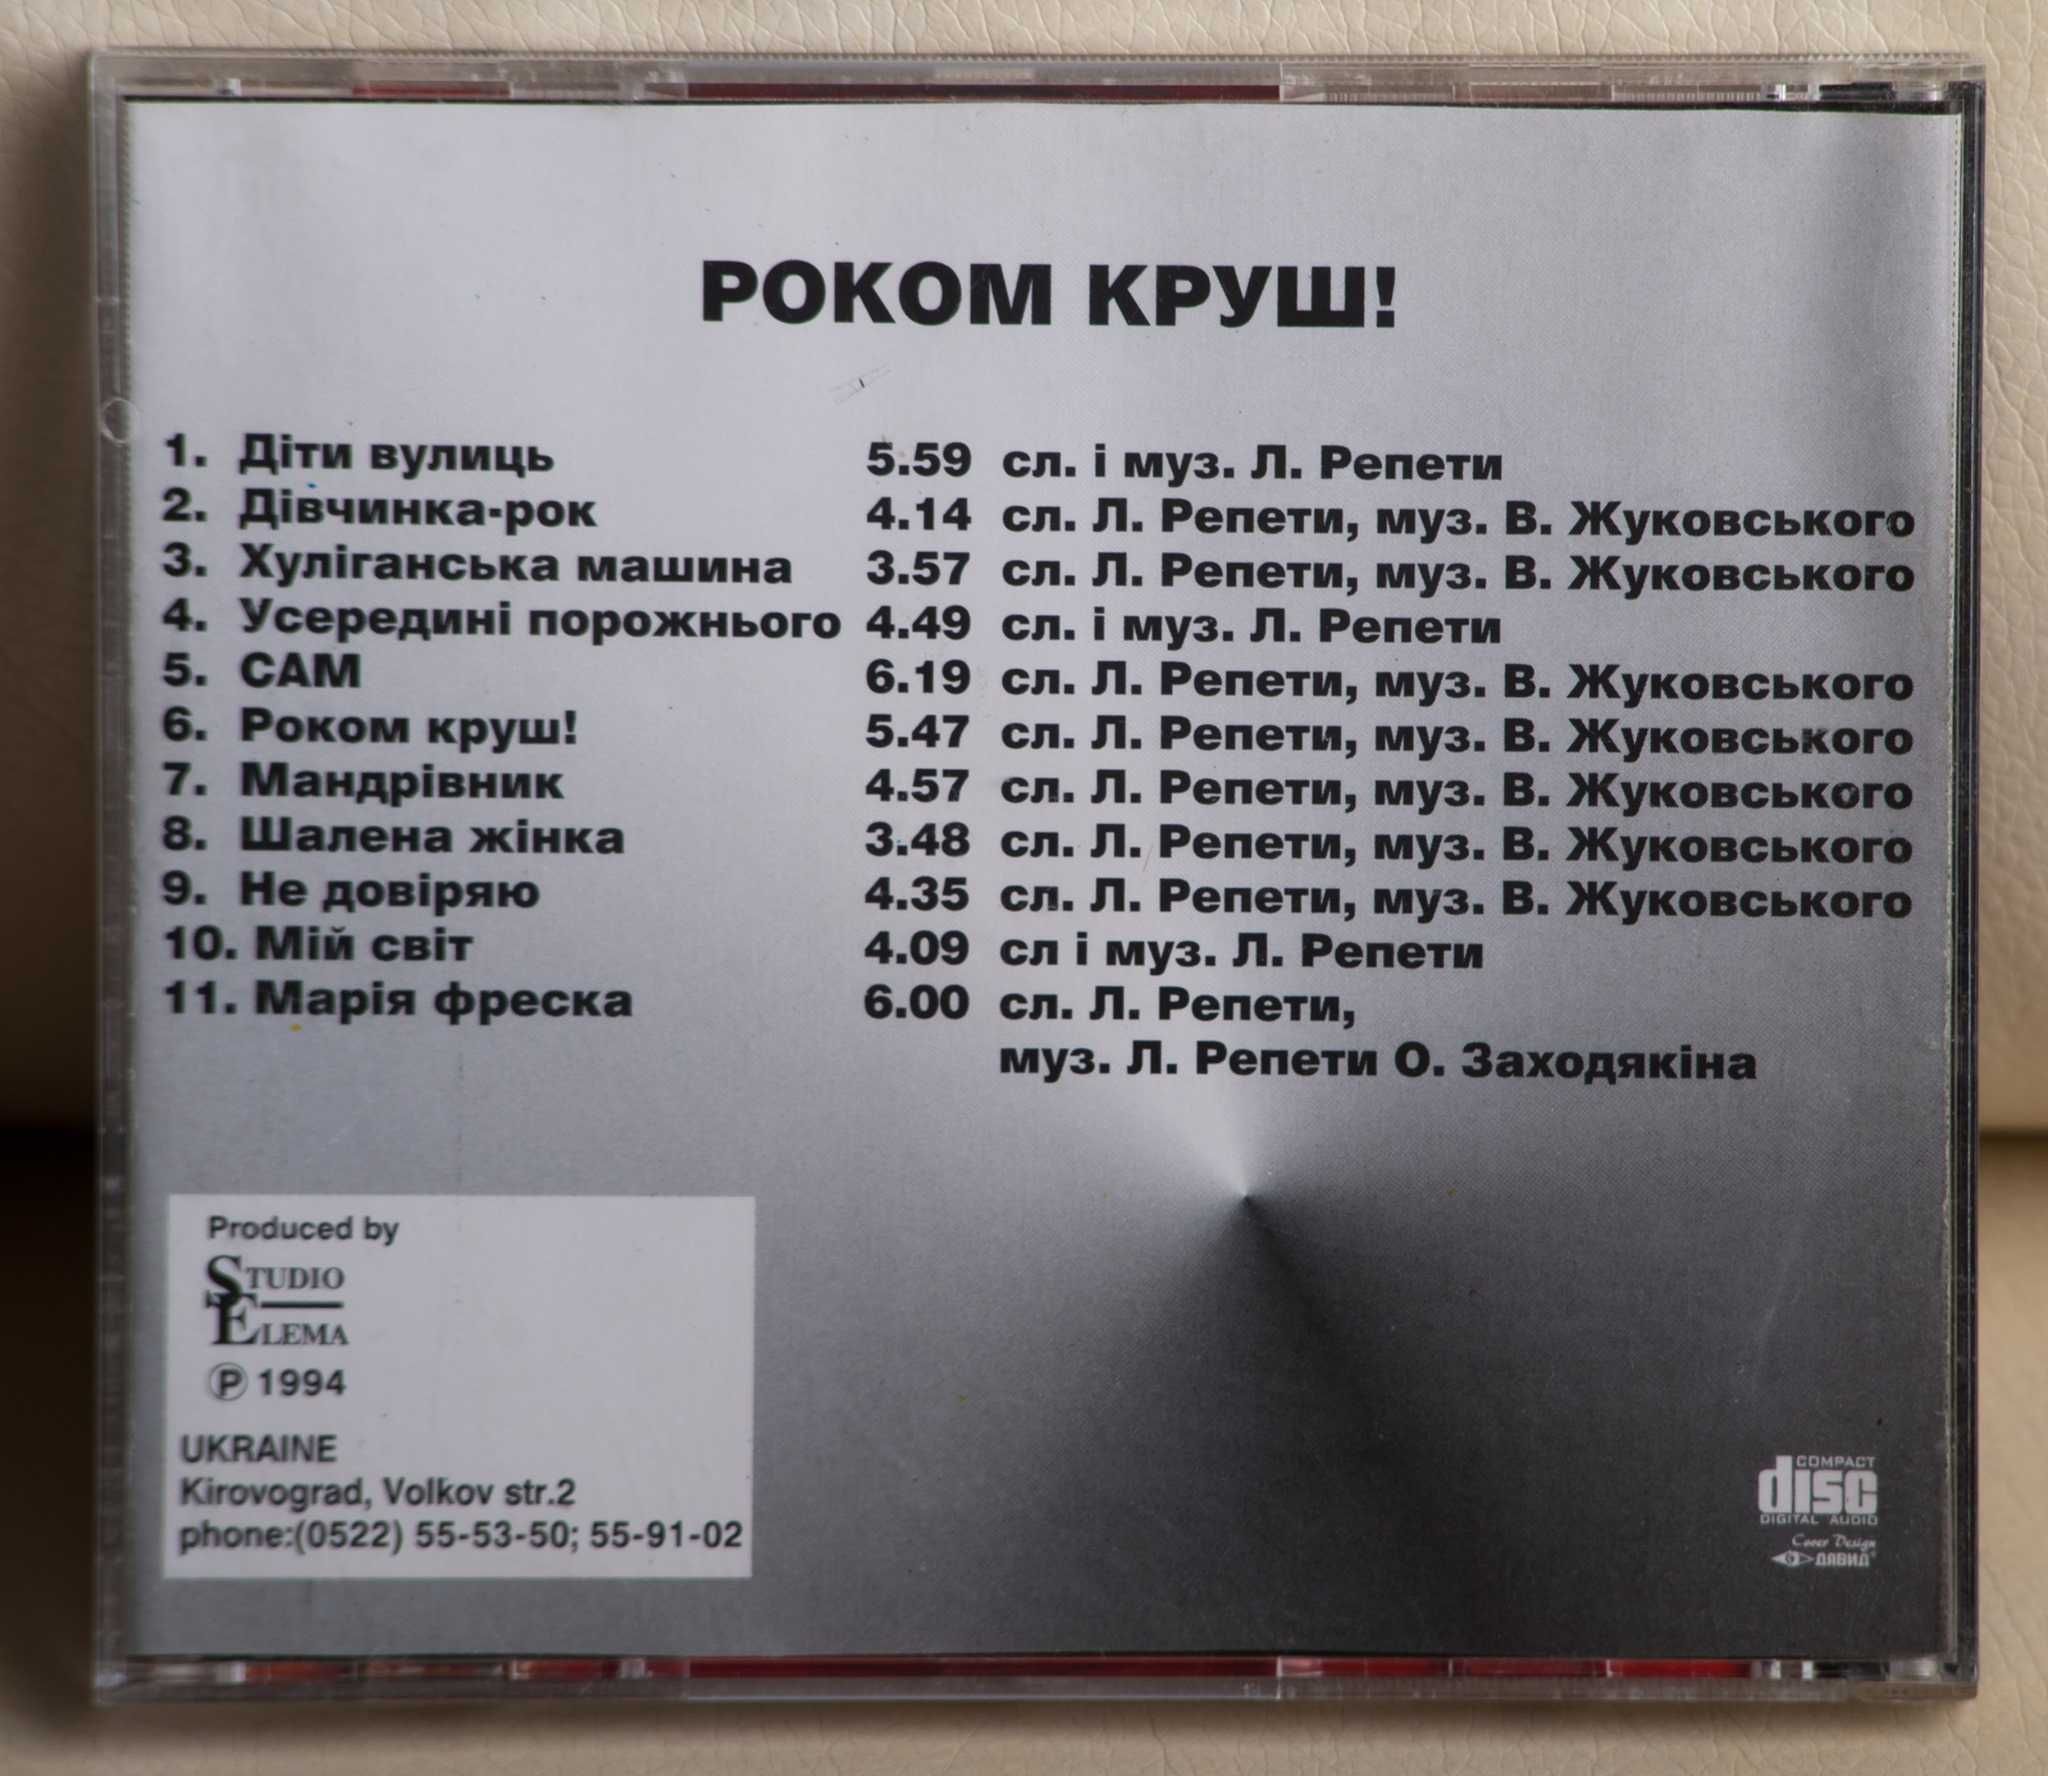 РОКОМ КРУШ!
1. Діти вулиць 5.59 сл. і муз. Л. Репети
2. Дівчинка-рок 4.14 сл. Л. Репети, муз. В. Жуковського
3. Хуліганська машина 3.57 сл. Л. Репети, муз. В. Жуковського
4. Усередині порожнього 4.49 сл. і муз. Л. Репети
5. САМ 6.19 сл. Л. Репети, муз. В. Жуковського
6. Роком круш! 5.47 сл. Л. Репети, муз. В. Жуковського
7. Мандрівник 4.57 сл. Л. Репети, муз. В. Жуковського
8. Шалена жінка 3.48 сл. Л. Репети, муз. В. Жуковського
9. Не довіряю 4.35 сл. Л. Репети, муз. В. Жуковського
10. Мій світ 4.09 сл і муз. Л. Репети
11. Марія фреска 6.00 сл. Л. Репети,
муз. Л. Репети О. Заходякіна
Produced by
STUDIO
ELEMA
℗ 1994
UKRAINE
Kirovograd, Volkov str.2
phone:(0522) 55-53-50; 55-91-02
COMPACT
disc
DIGITAL AUDIO
Cover Design
ДАВИД